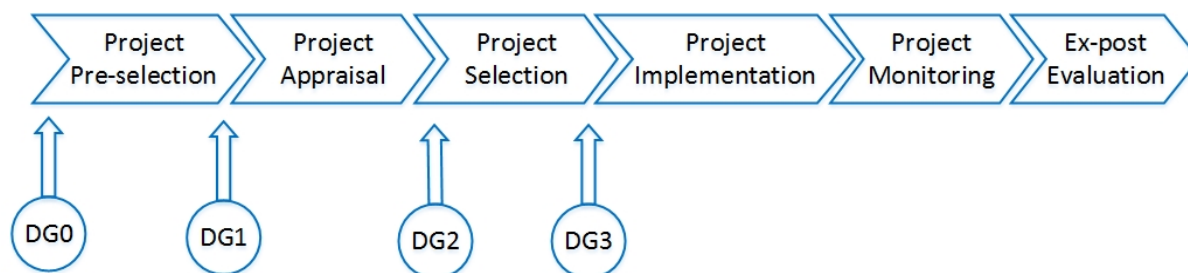 Project
Pre-selection
Project
Appraisal
Project
Selection
Project
Implementation
Project
Monitoring
Ex-post
Evaluation
DG0
DG1
DG2
DG3